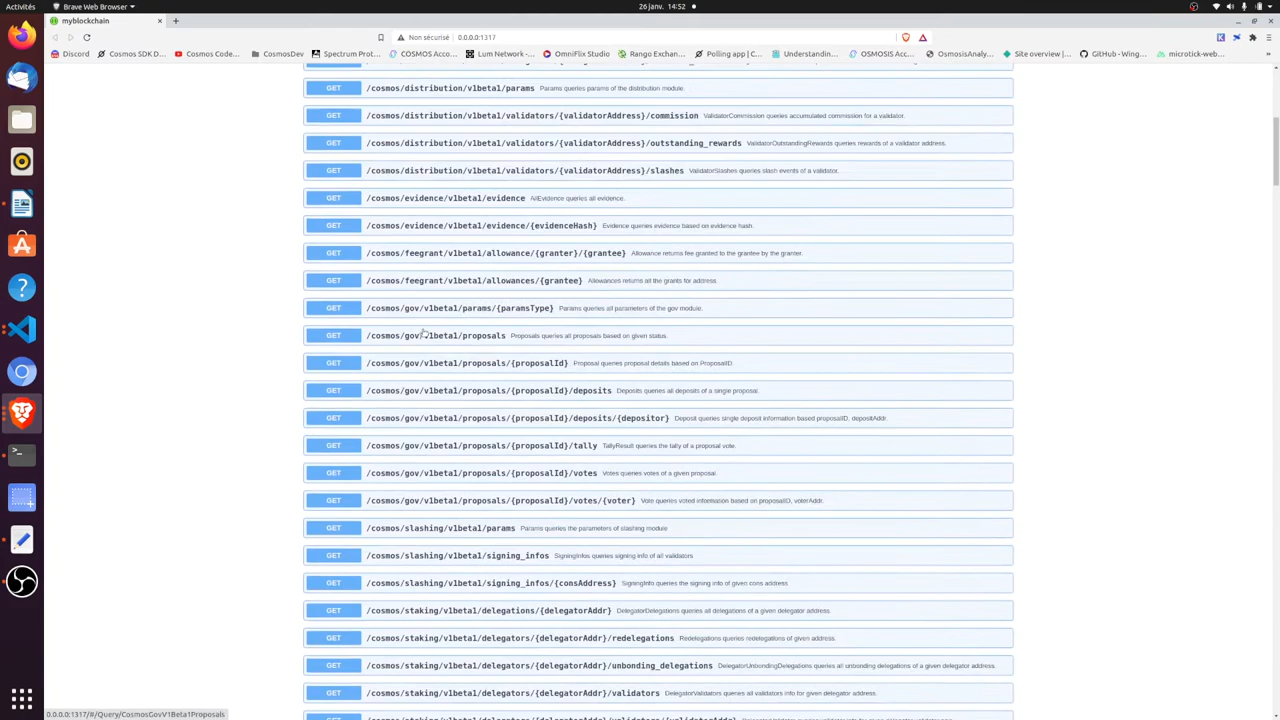 Activités
Brave Web Browser
26 janv. 14:52
myblockchain
Non sécurisé
0.0.0.0:1317
Discord
Cosmos SDK D...
Cosmos Code...
CosmosDev
Spectrum Prot...
COSMOS Acco...
Lum Network -...
OmniFlix Studio
Rango Exchan...
Polling app | C...
Understandin...
OSMOSIS Acco...
OsmosisAnaly...
Site overview |...
GitHub - Wing...
microtick-web...
GET /cosmos/distribution/v1beta1/params Params queries params of the distribution module.
GET /cosmos/distribution/v1beta1/validators/{validatorAddress}/commission ValidatorCommission queries accumulated commission for a validator.
GET /cosmos/distribution/v1beta1/validators/{validatorAddress}/outstanding_rewards ValidatorOutstandingRewards queries rewards of a validator address.
GET /cosmos/distribution/v1beta1/validators/{validatorAddress}/slashes ValidatorSlashes queries slash events of a validator.
GET /cosmos/evidence/v1beta1/evidence AllEvidence queries all evidence.
GET /cosmos/evidence/v1beta1/evidence/{evidenceHash} Evidence queries evidence based on evidence hash.
GET /cosmos/feegrant/v1beta1/allowance/{granter}/{grantee} Allowance returns fee granted to the grantee by the granter.
GET /cosmos/feegrant/v1beta1/allowances/{grantee} Allowances returns all the grants for address
GET /cosmos/gov/v1beta1/params/{paramsType} Params queries all parameters of the gov module.
GET /cosmos/gov/v1beta1/proposals Proposals queries all proposals based on given status.
GET /cosmos/gov/v1beta1/proposals/{proposalId} Proposal queries proposal details based on ProposalID.
GET /cosmos/gov/v1beta1/proposals/{proposalId}/deposits Deposits queries all deposits of a single proposal.
GET /cosmos/gov/v1beta1/proposals/{proposalId}/deposits/{depositor} Deposit queries single deposit information based proposalID, depositAddr.
GET /cosmos/gov/v1beta1/proposals/{proposalId}/tally TallyResult queries the tally of a proposal vote.
GET /cosmos/gov/v1beta1/proposals/{proposalId}/votes Votes queries votes of a given proposal.
GET /cosmos/gov/v1beta1/proposals/{proposalId}/votes/{voter} Vote queries voted information based on proposalID, voterAddr.
GET /cosmos/slashing/v1beta1/params Params queries the parameters of slashing module
GET /cosmos/slashing/v1beta1/signing_infos SigningInfos queries signing info of all validators
GET /cosmos/slashing/v1beta1/signing_infos/{consAddress} SigningInfo queries the signing info of given cons address
GET /cosmos/staking/v1beta1/delegations/{delegatorAddr} DelegatorDelegations queries all delegations of a given delegator address.
GET /cosmos/staking/v1beta1/delegators/{delegatorAddr}/redelegations Redelegations queries redelegations of given address.
GET /cosmos/staking/v1beta1/delegators/{delegatorAddr}/unbonding_delegations DelegatorUnbondingDelegations queries all unbonding delegations of a given delegator address.
GET /cosmos/staking/v1beta1/delegators/{delegatorAddr}/validators DelegatorValidators queries all validators info for given delegator address.
0.0.0.0:1317/#/Query/CosmosGovV1Beta1Proposals